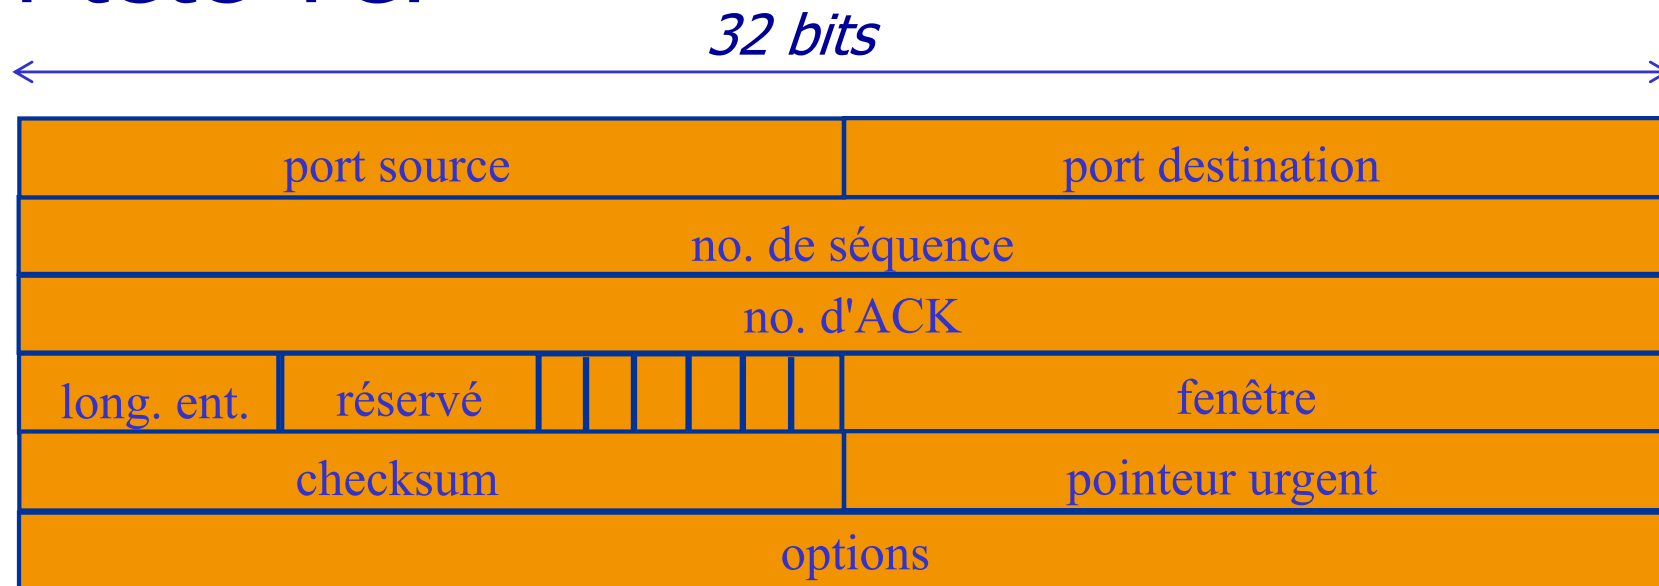 32 bits
port source port destination
no. de séquence
no. d'ACK
long. ent. réservé fenêtre
checksum pointeur urgent
options